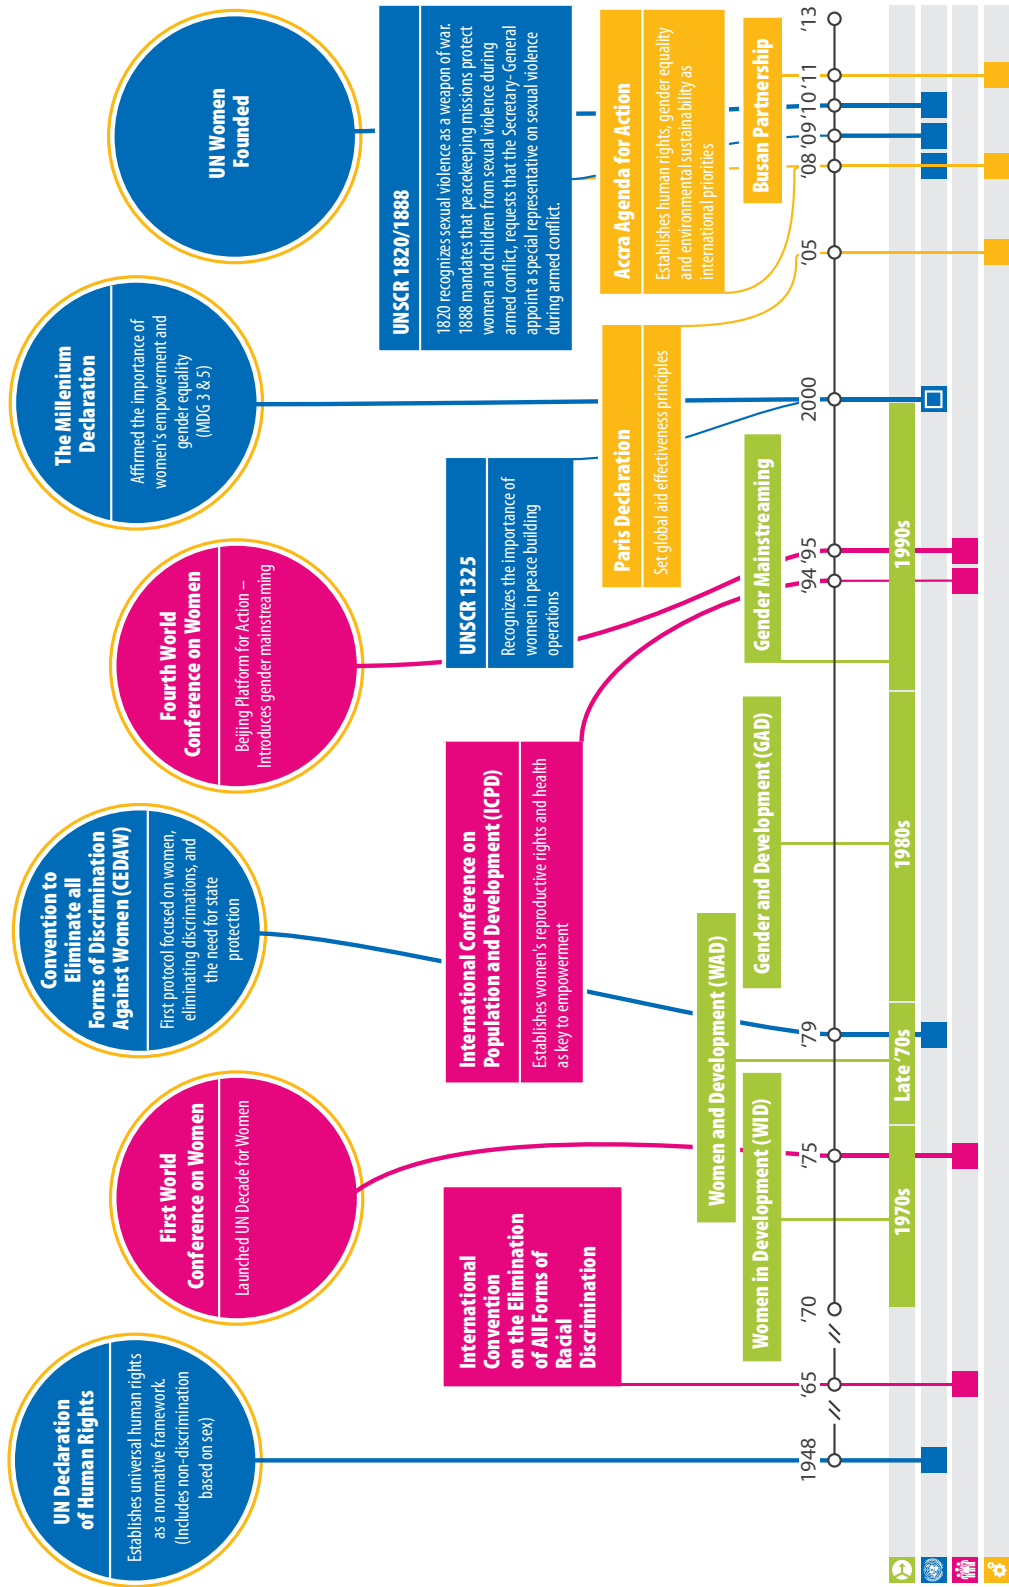 UN Declaration
of Human Rights
Establishes universal human rights
as a normative framework.
(Includes non-discrimination
based on sex)
First World
Conference on Women
Launched UN Decade for Women
Convention to
Eliminate all
Forms of Discrimination
Against Women (CEDAW)
First protocol focused on women,
eliminating discriminations, and
the need for state
protection
Fourth World
Conference on Women
Beijing Platform for Action –
Introduces gender mainstreaming
The Millenium
Declaration
Affirmed the importance of
women's empowerment and
gender equality
(MDG 3 & 5)
UN Women
Founded
International
Convention
on the Elimination
of All Forms of
Racial
Discrimination
International Conference on
Population and Development (ICPD)
Establishes women's reproductive rights and health
as key to empowerment
UNSCR 1325
Recognizes the importance of
women in peace building
operations
UNSCR 1820/1888
1820 recognizes sexual violence as a weapon of war.
1888 mandates that peacekeeping missions protect
women and children from sexual violence during
armed conflict, requests that the Secretary- General
appoint a special representative on sexual violence
during armed conflict.
Paris Declaration
Set global aid effectiveness principles
Accra Agenda for Action
Establishes human rights, gender equality
and environmental sustainability as
international priorities
Busan Partnership
Women and Development (WAD)
Women in Development (WID)
Gender and Development (GAD)
Gender Mainstreaming
1948
‘65
‘70
‘75
‘79
‘94
‘95
2000
‘05
‘08
‘09
‘10
‘11
‘13
1970s
Late ‘70s
1980s
1990s